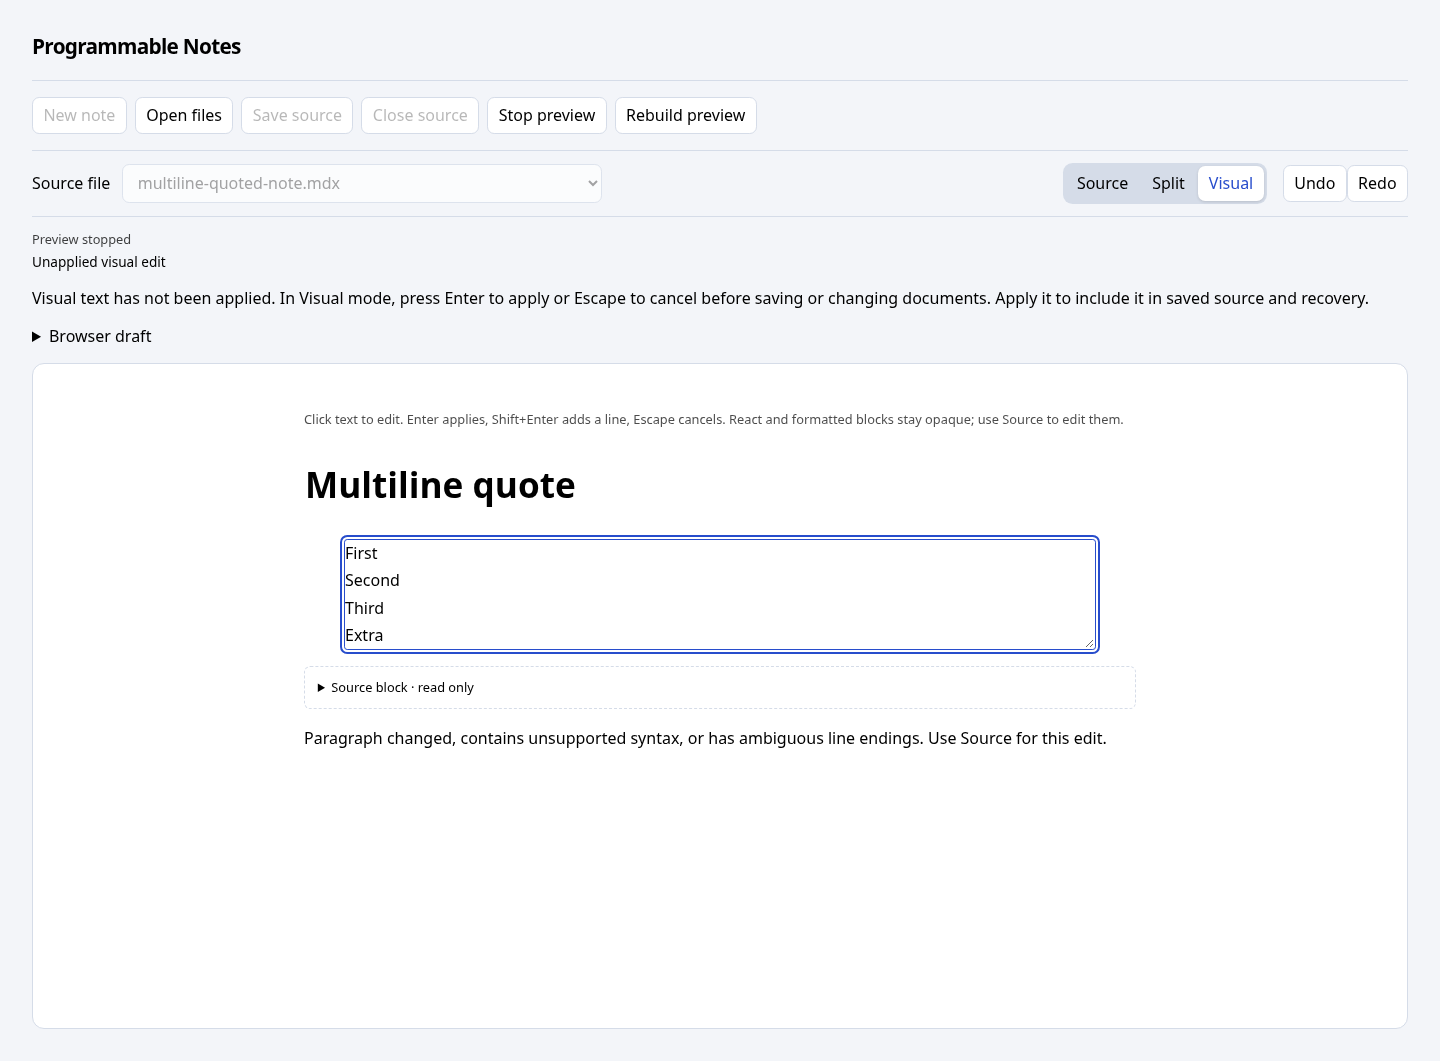 Programmable Notes
New note Open files Save source Close source Stop preview Rebuild preview
Source file multiline-quoted-note.mdx Source Split Visual Undo Redo
Preview stopped
Unapplied visual edit
Visual text has not been applied. In Visual mode, press Enter to apply or Escape to cancel before saving or changing documents. Apply it to include it in saved source and recovery.
Browser draft
Click text to edit. Enter applies, Shift+Enter adds a line, Escape cancels. React and formatted blocks stay opaque; use Source to edit them.
Multiline quote
First
Second
Third
Extra
Source block · read only
Paragraph changed, contains unsupported syntax, or has ambiguous line endings. Use Source for this edit.